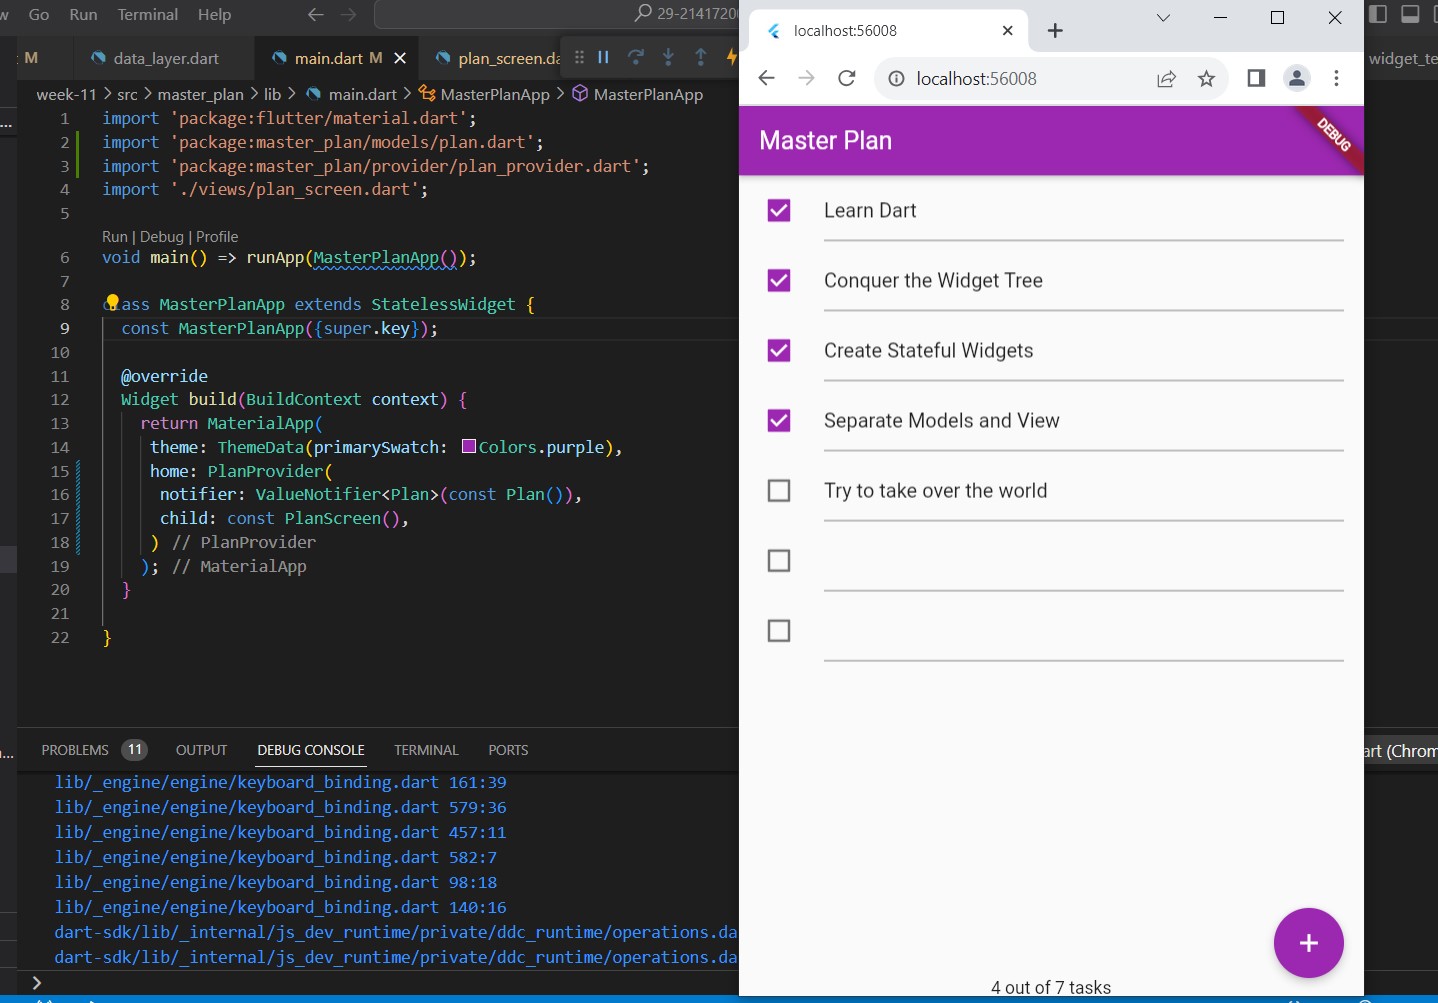 Go Run Terminal Help
29-21417200
M data_layer.dart main.dart M plan_screen.da
week-11 > src > master_plan > lib > main.dart > MasterPlanApp > MasterPlanApp
1 import 'package:flutter/material.dart';
2 import 'package:master_plan/models/plan.dart';
3 import 'package:master_plan/provider/plan_provider.dart';
4 import './views/plan_screen.dart';
5
Run | Debug | Profile
6 void main() => runApp(MasterPlanApp());
7
8 class MasterPlanApp extends StatelessWidget {
9 const MasterPlanApp({super.key});
10
11 @override
12 Widget build(BuildContext context) {
13 return MaterialApp(
14 theme: ThemeData(primarySwatch: Colors.purple),
15 home: PlanProvider(
16 notifier: ValueNotifier<Plan>(const Plan()),
17 child: const PlanScreen(),
18 ) // PlanProvider
19 ); // MaterialApp
20 }
21
22 }
PROBLEMS 11 OUTPUT DEBUG CONSOLE TERMINAL PORTS
lib/_engine/engine/keyboard_binding.dart 161:39
lib/_engine/engine/keyboard_binding.dart 579:36
lib/_engine/engine/keyboard_binding.dart 457:11
lib/_engine/engine/keyboard_binding.dart 582:7
lib/_engine/engine/keyboard_binding.dart 98:18
lib/_engine/engine/keyboard_binding.dart 140:16
dart-sdk/lib/_internal/js_dev_runtime/private/ddc_runtime/operations.da
dart-sdk/lib/_internal/js_dev_runtime/private/ddc_runtime/operations.da
localhost:56008
localhost:56008
Master Plan
DEBUG
Learn Dart
Conquer the Widget Tree
Create Stateful Widgets
Separate Models and View
Try to take over the world
4 out of 7 tasks
widget_te
art (Chrom